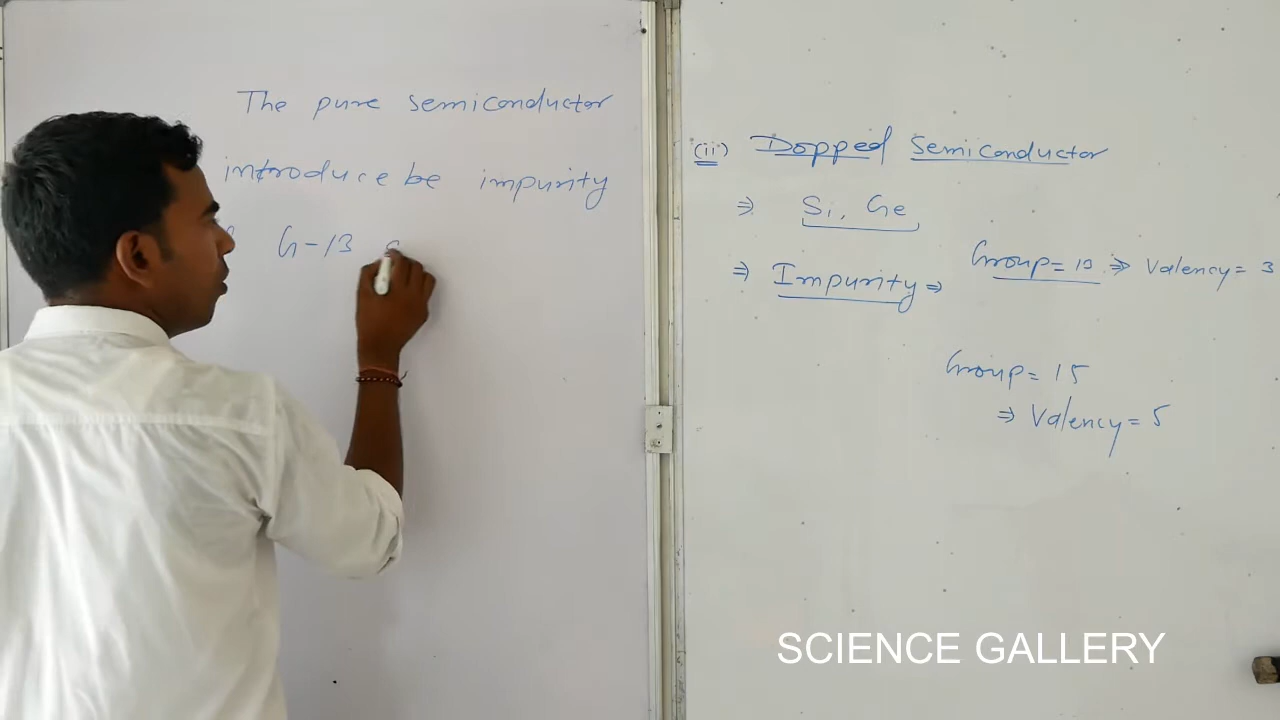 The pure semiconductor
introduce be impurity
G-13
(ii) Dopped Semiconductor
⇒ Si, Ge
⇒ Impurity ⇒ Group = 13 ⇒ Valency = 3
Group = 15
⇒ Valency = 5
SCIENCE GALLERY